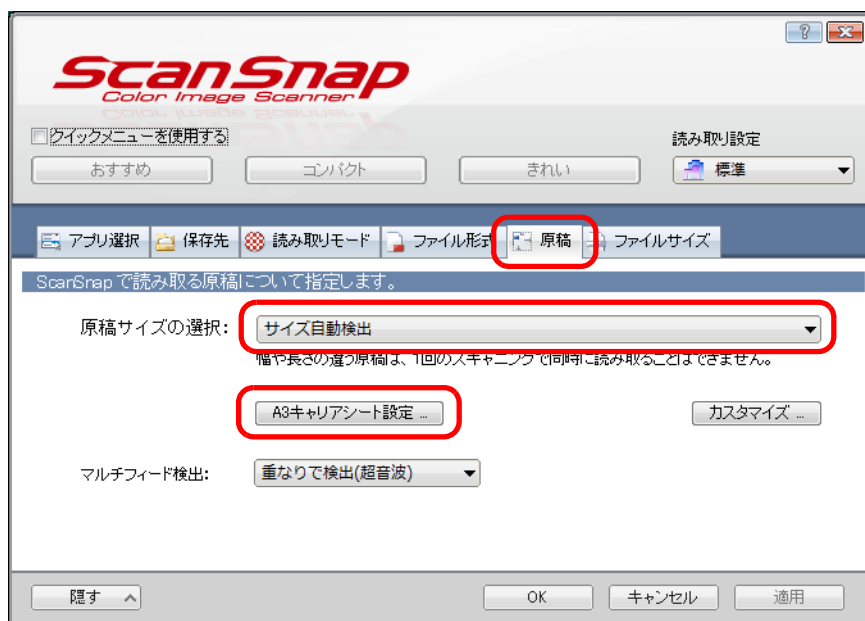 ScanSnap
Color Image Scanner
クイックメニューを使用する
読み取り設定
おすすめ
コンパクト
きれい
標準
アプリ選択
保存先
読み取りモード
ファイル形式
原稿
ファイルサイズ
ScanSnap で読み取る原稿について指定します。
原稿サイズの選択:
サイズ自動検出
幅や長さの違う原稿は、1回のスキャニングで同時に読み取ることはできません。
A3キャリアシート設定 ...
カスタマイズ ...
マルチフィード検出:
重なりで検出(超音波)
隠す
OK
キャンセル
適用